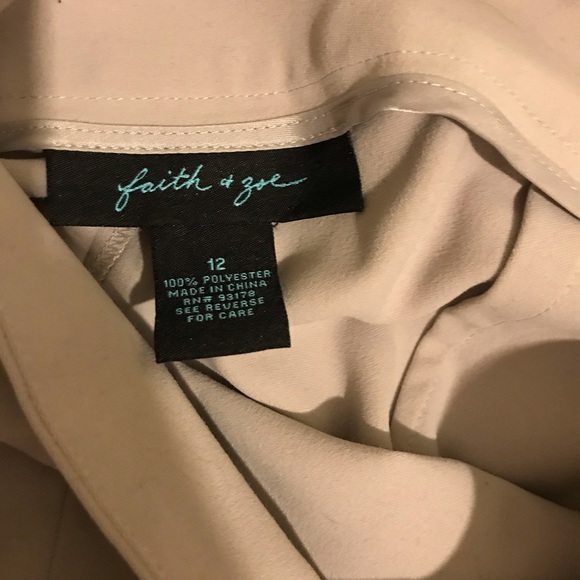 faith & zoe
12
100% POLYESTER
MADE IN CHINA
RN# 93178
SEE REVERSE
FOR CARE